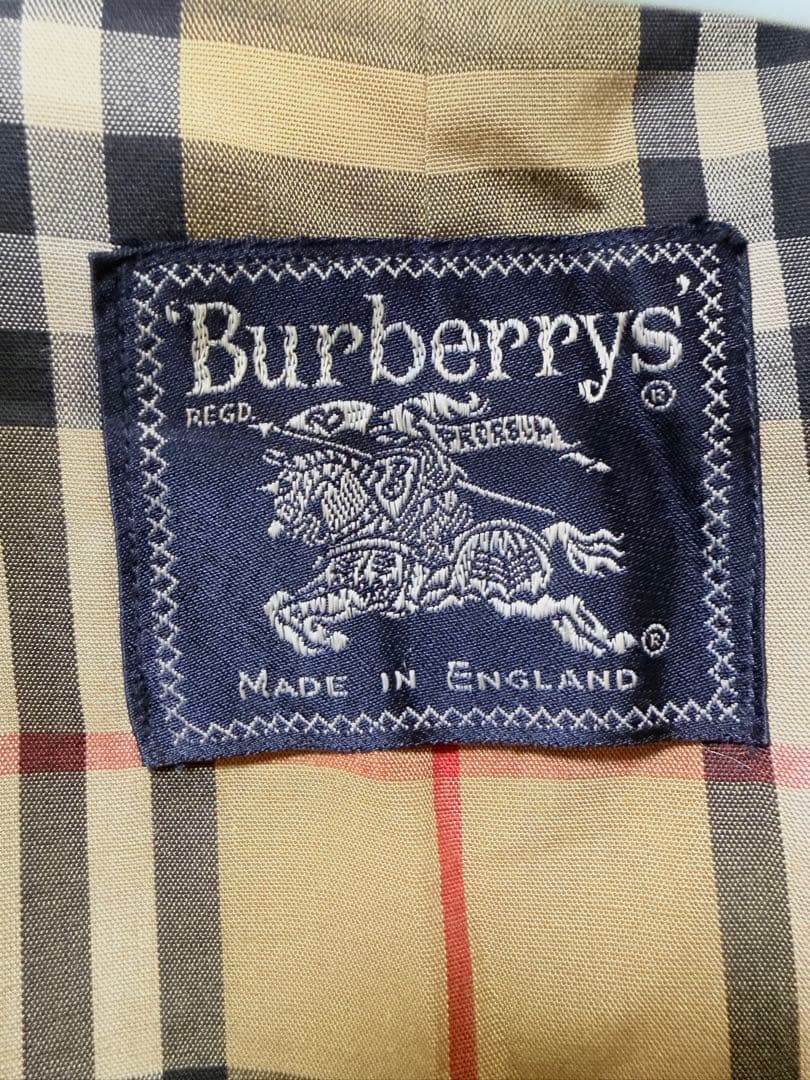 'Burberrys'®
REGD.
PRORSUM
®
MADE IN ENGLAND